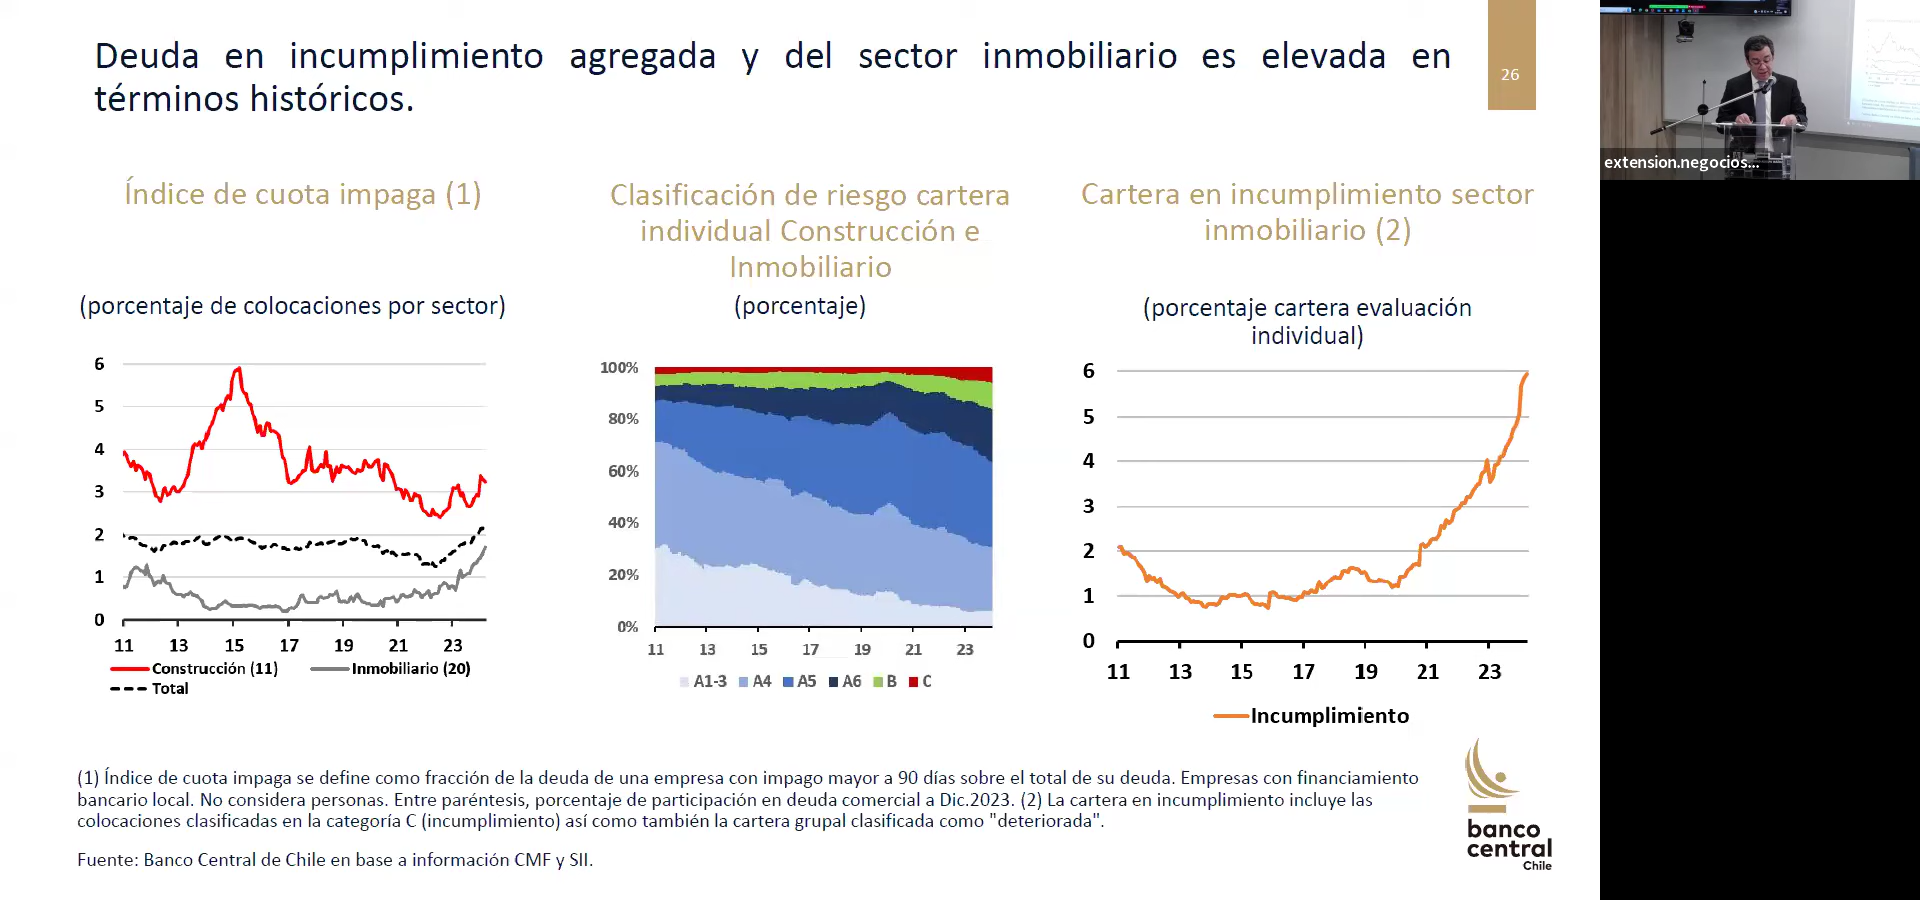 Deuda en incumplimiento agregada y del sector inmobiliario es elevada en
términos históricos.
26
extension.negocios...
Índice de cuota impaga (1)
(porcentaje de colocaciones por sector)
6
5
4
3
2
1
0
11 13 15 17 19 21 23
Construcción (11) Inmobiliario (20)
Total
Clasificación de riesgo cartera
individual Construcción e
Inmobiliario
(porcentaje)
100%
80%
60%
40%
20%
0%
11 13 15 17 19 21 23
A1-3 A4 A5 A6 B C
Cartera en incumplimiento sector
inmobiliario (2)
(porcentaje cartera evaluación
individual)
6
5
4
3
2
1
0
11 13 15 17 19 21 23
Incumplimiento
(1) Índice de cuota impaga se define como fracción de la deuda de una empresa con impago mayor a 90 días sobre el total de su deuda. Empresas con financiamiento
bancario local. No considera personas. Entre paréntesis, porcentaje de participación en deuda comercial a Dic.2023. (2) La cartera en incumplimiento incluye las
colocaciones clasificadas en la categoría C (incumplimiento) así como también la cartera grupal clasificada como "deteriorada".
Fuente: Banco Central de Chile en base a información CMF y SII.
banco
central
Chile